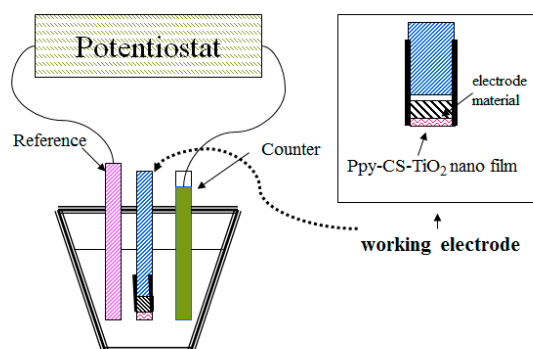 Potentiostat
Reference
Counter
electrode
material
Ppy-CS-TiO₂ nano film
working electrode